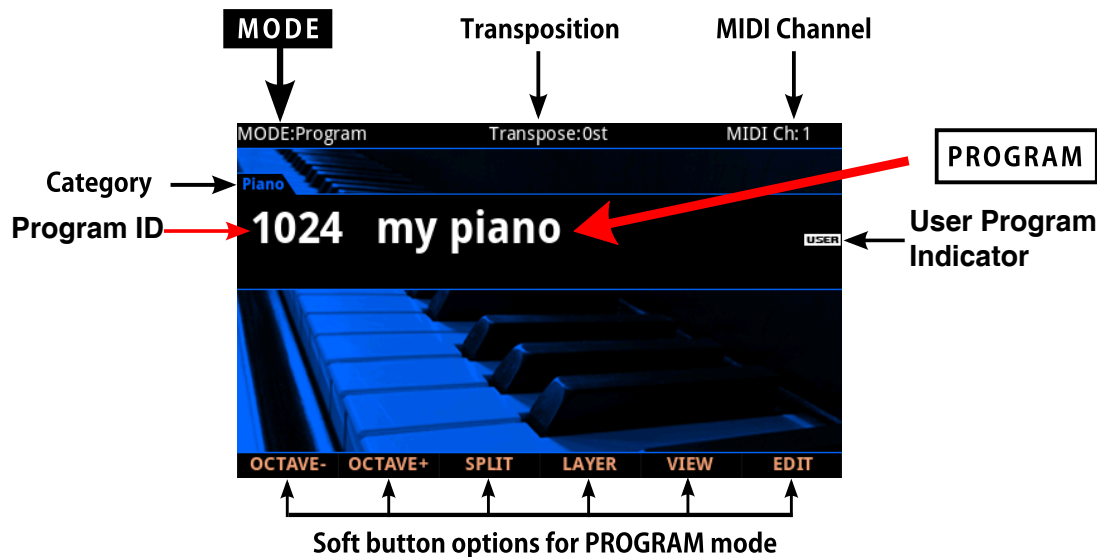 MODE
Transposition
MIDI Channel
MODE:Program
Transpose:0st
MIDI Ch:1
PROGRAM
Category
Piano
Program ID
1024 my piano
USER
User Program
Indicator
OCTAVE- OCTAVE+ SPLIT LAYER VIEW EDIT
Soft button options for PROGRAM mode